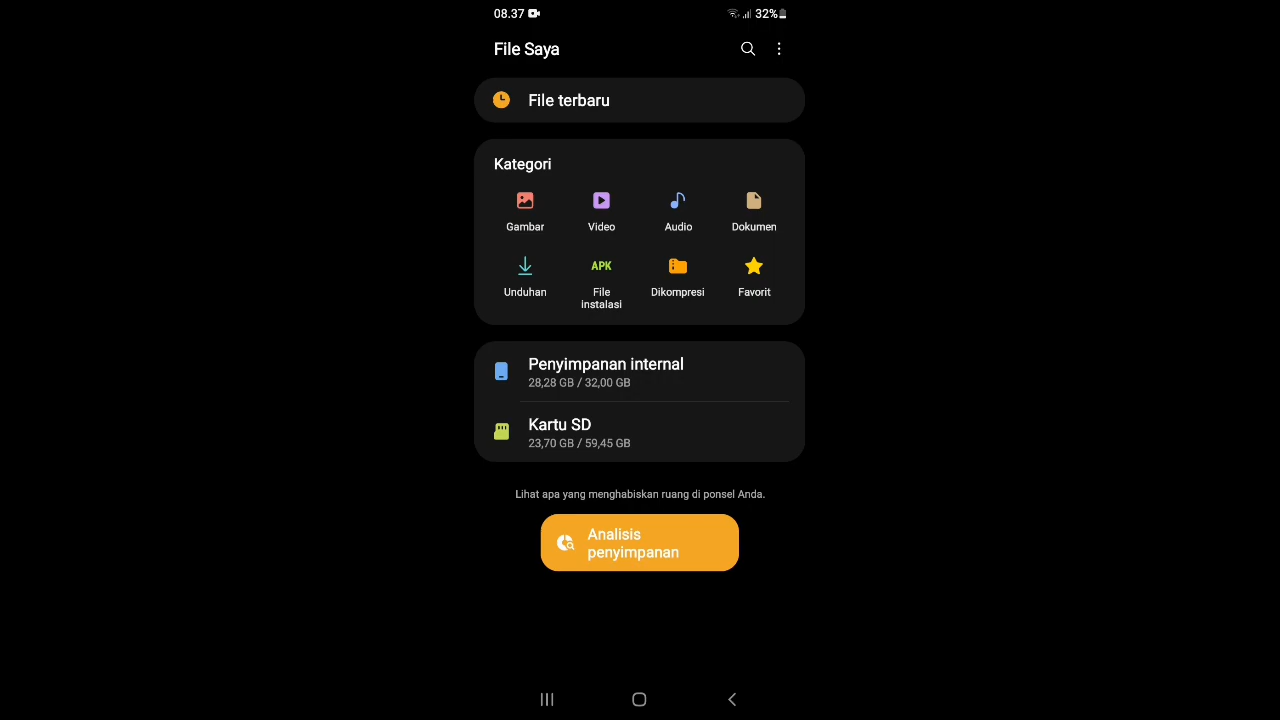 08.37
32%
File Saya
File terbaru
Kategori
Gambar
Video
Audio
Dokumen
Unduhan
APK
File
instalasi
Dikompresi
Favorit
Penyimpanan internal
28,28 GB / 32,00 GB
Kartu SD
23,70 GB / 59,45 GB
Lihat apa yang menghabiskan ruang di ponsel Anda.
Analisis
penyimpanan